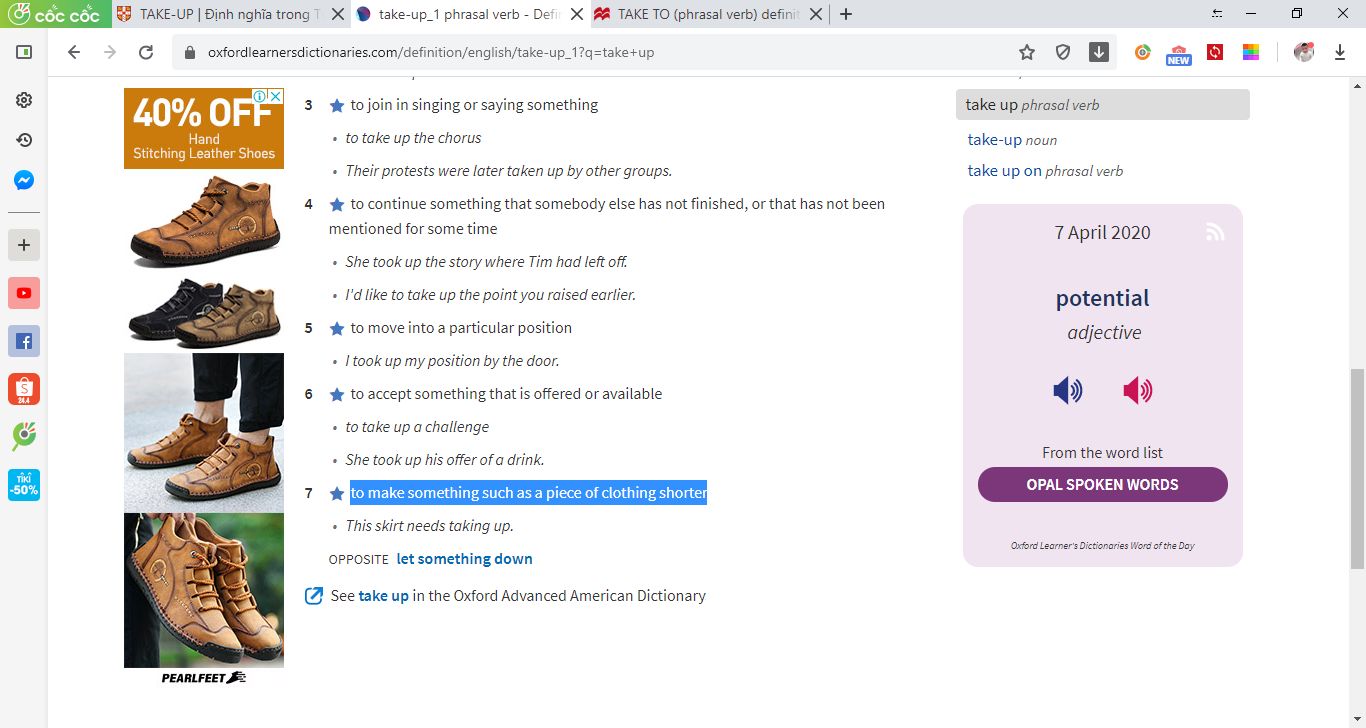 cốc cốc
TAKE-UP | Định nghĩa trong T
take-up_1 phrasal verb - Defin
TAKE TO (phrasal verb) definit
oxfordlearnersdictionaries.com/definition/english/take-up_1?q=take+up
NEW
40% OFF
Hand
Stitching Leather Shoes
PEARLFEET
24.4
TIKI
-50%
3 to join in singing or saying something
• to take up the chorus
• Their protests were later taken up by other groups.
4 to continue something that somebody else has not finished, or that has not been
mentioned for some time
• She took up the story where Tim had left off.
• I'd like to take up the point you raised earlier.
5 to move into a particular position
• I took up my position by the door.
6 to accept something that is offered or available
• to take up a challenge
• She took up his offer of a drink.
7 to make something such as a piece of clothing shorter
• This skirt needs taking up.
OPPOSITE let something down
See take up in the Oxford Advanced American Dictionary
take up phrasal verb
take-up noun
take up on phrasal verb
7 April 2020
potential
adjective
From the word list
OPAL SPOKEN WORDS
Oxford Learner's Dictionaries Word of the Day